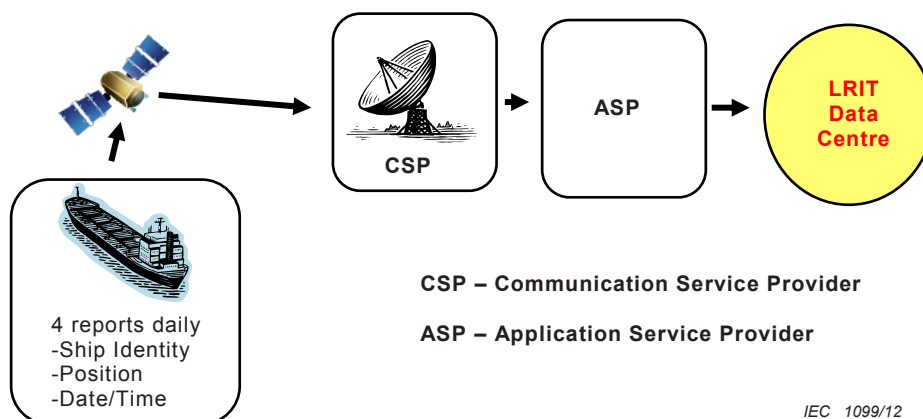 LRIT
Data
Centre
ASP
CSP
4 reports daily
-Ship Identity
-Position
-Date/Time
CSP – Communication Service Provider
ASP – Application Service Provider
IEC 1099/12